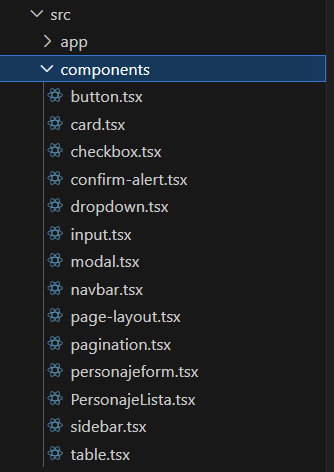 src
app
components
button.tsx
card.tsx
checkbox.tsx
confirm-alert.tsx
dropdown.tsx
input.tsx
modal.tsx
navbar.tsx
page-layout.tsx
pagination.tsx
personajeform.tsx
PersonajeLista.tsx
sidebar.tsx
table.tsx